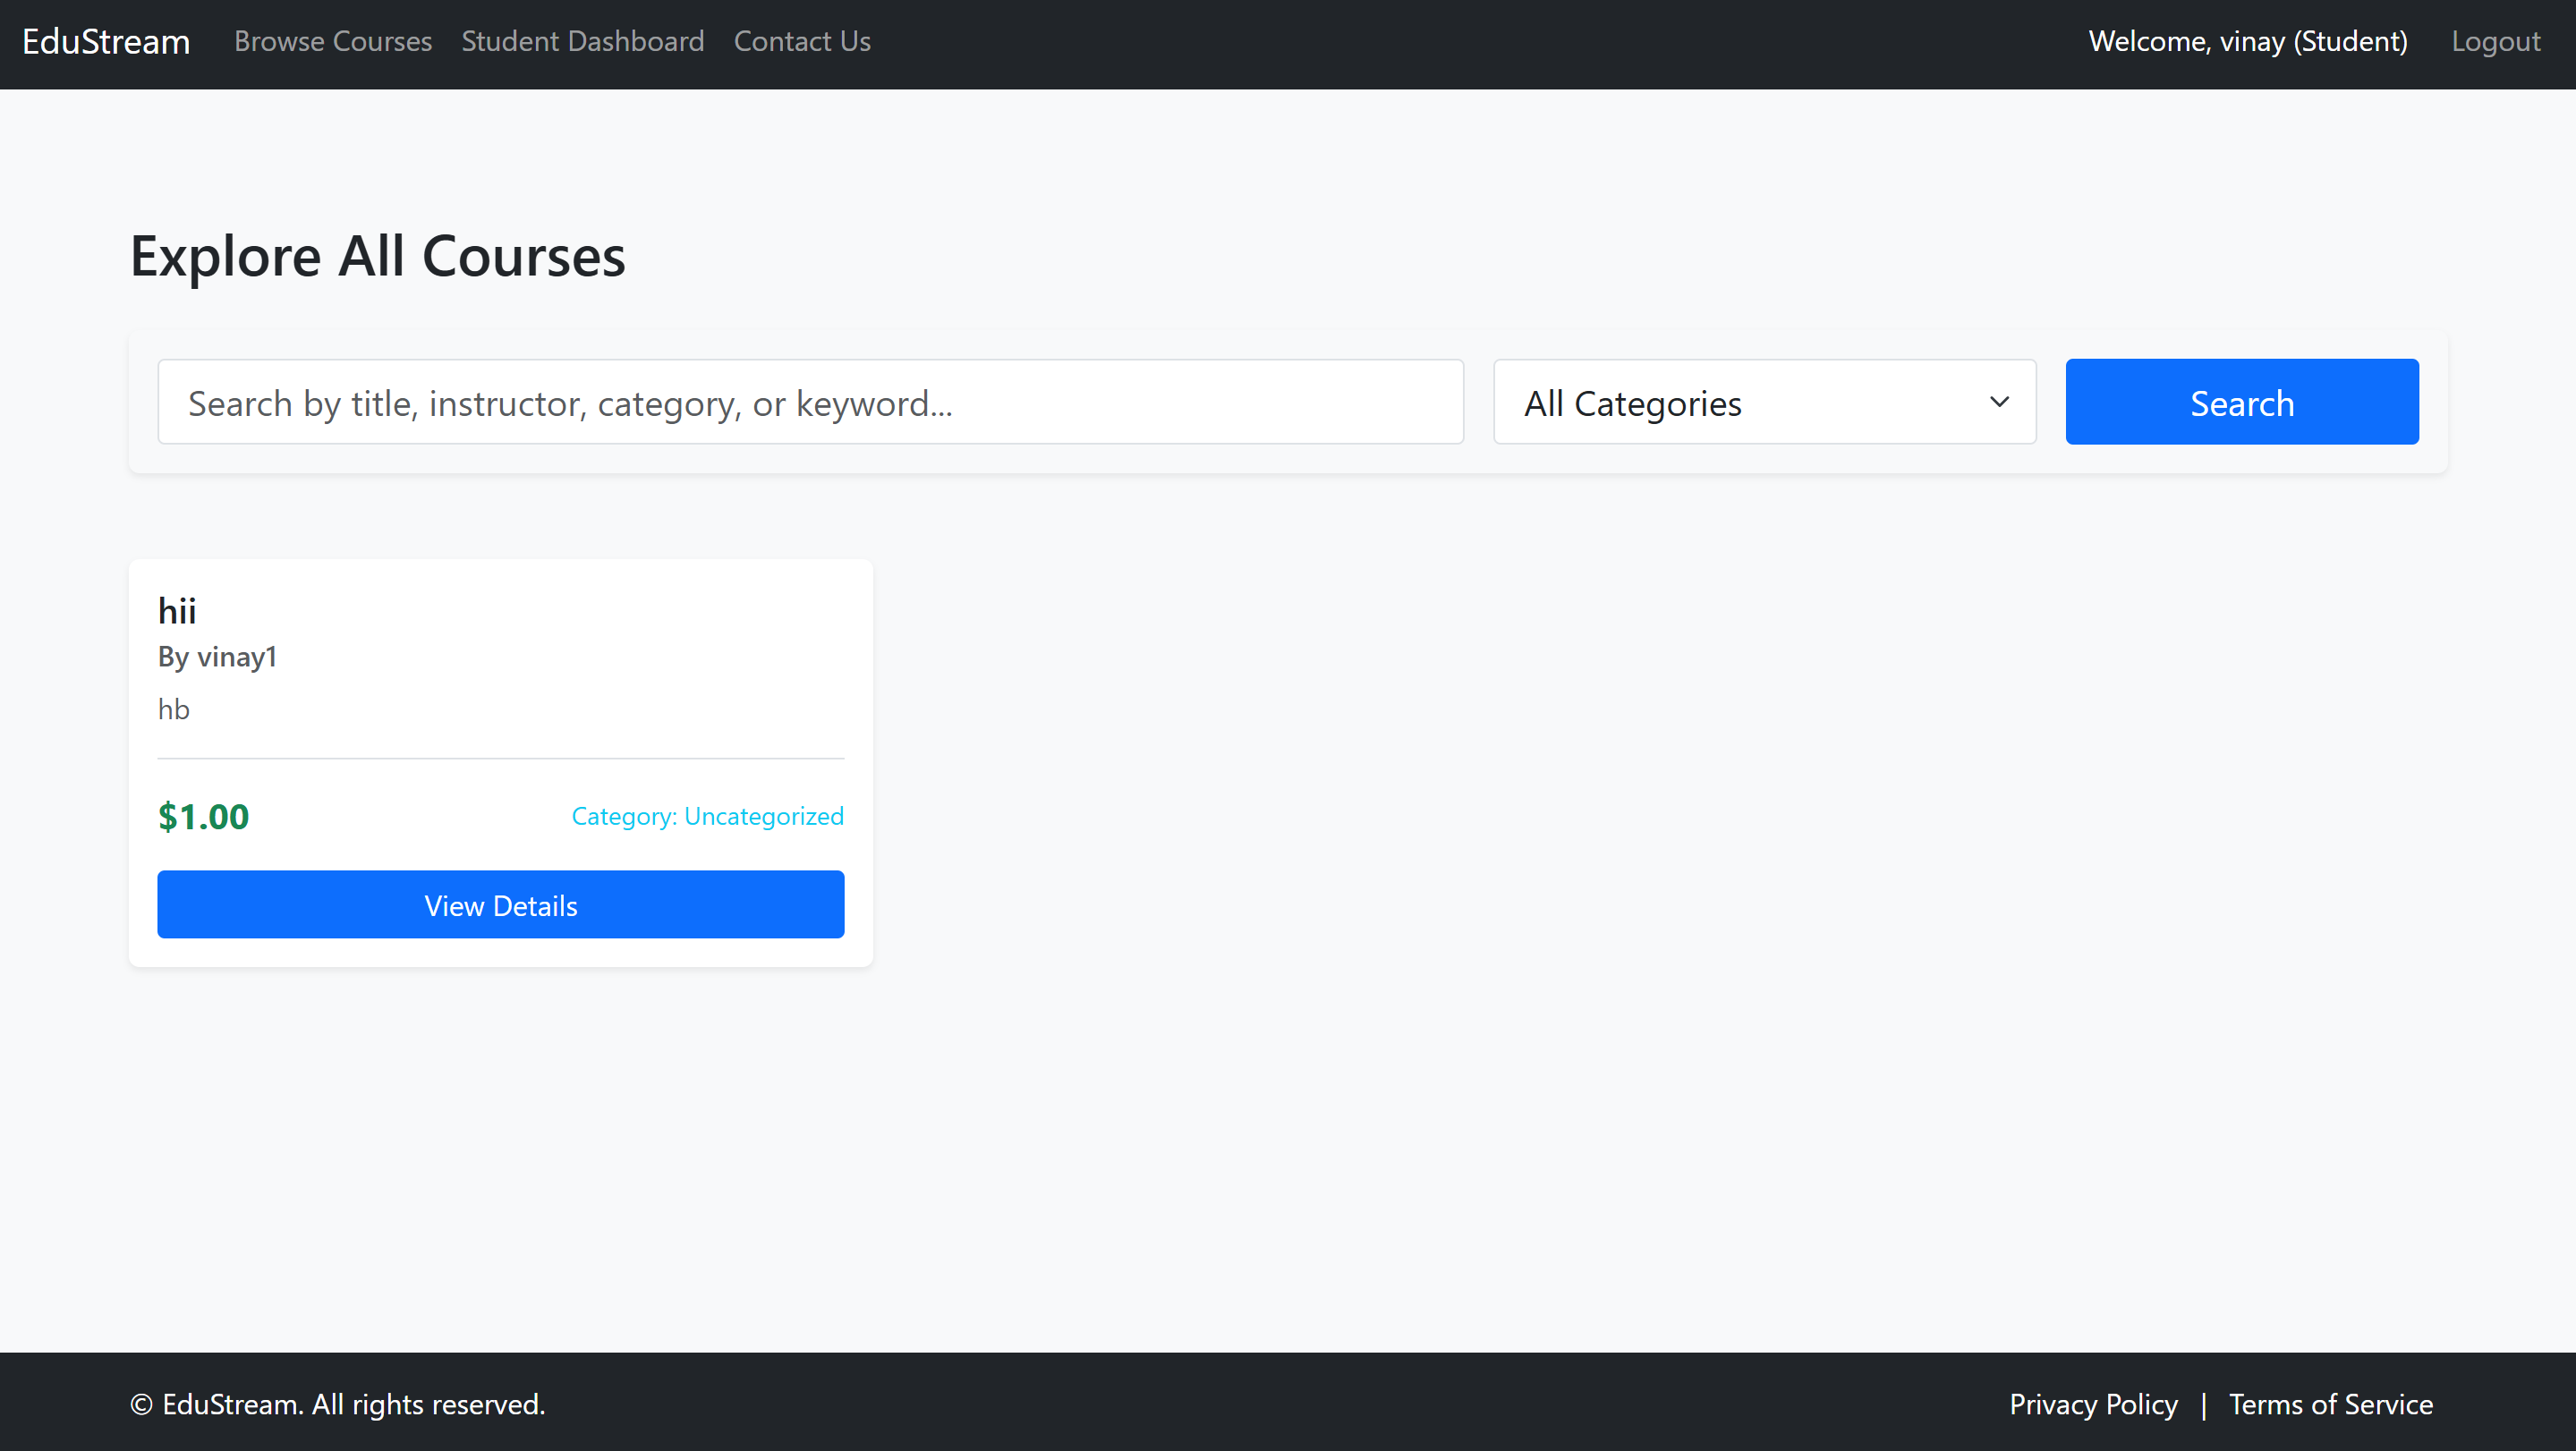 EduStream Browse Courses Student Dashboard Contact Us Welcome, vinay (Student) Logout
Explore All Courses
Search by title, instructor, category, or keyword... All Categories Search
hii
By vinay1
hb
$1.00 Category: Uncategorized
View Details
© EduStream. All rights reserved. Privacy Policy | Terms of Service